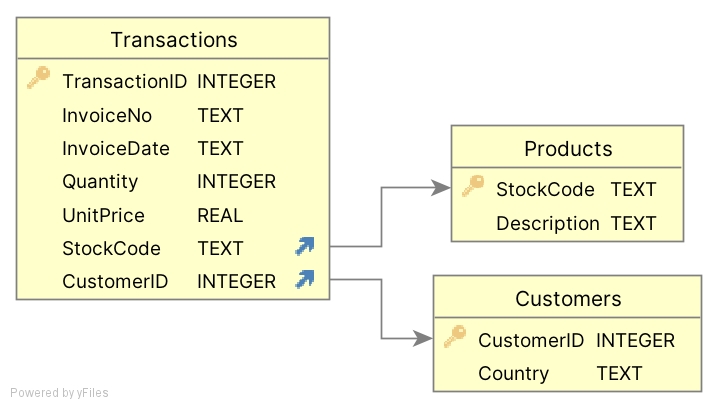 Transactions
TransactionID INTEGER
InvoiceNo TEXT
InvoiceDate TEXT
Quantity INTEGER
UnitPrice REAL
StockCode TEXT
CustomerID INTEGER
Products
StockCode TEXT
Description TEXT
Customers
CustomerID INTEGER
Country TEXT
Powered by yFiles